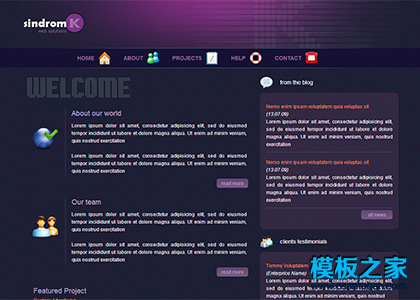 sindrom K
web solutions
HOME ABOUT PROJECTS HELP CONTACT
WELCOME
About our world
Lorem ipsum dolor sit amet, consectetur adipisicing elit, sed do eiusmod
tempor incididunt ut labore et dolore magna aliqua. Ut enim ad minim veniam,
quis nostrud exercitation
Lorem ipsum dolor sit amet, consectetur adipisicing elit, sed do eiusmod
tempor incididunt ut labore et dolore magna aliqua. Ut enim ad minim veniam,
quis nostrud exercitation
read more
Our team
Lorem ipsum dolor sit amet, consectetur adipisicing elit, sed do eiusmod
tempor incididunt ut labore et dolore magna aliqua. Ut enim ad minim veniam,
quis nostrud exercitation
Lorem ipsum dolor sit amet, consectetur adipisicing elit, sed do eiusmod
tempor incididunt ut labore et dolore magna aliqua. Ut enim ad minim veniam,
quis nostrud exercitation
read more
Featured Project
from the blog
Nemo enim ipsam voluptatem quia voluptas sit
(13.07.09)
Lorem ipsum dolor sit amet, consectetur adipisicing elit, sed do eiusmod tempor incididunt ut labore et dolore magna aliqua. Ut enim ad minim veniam, quis nostrud exercitation
Nemo enim ipsam voluptatem quia voluptas sit
(13.07.09)
Lorem ipsum dolor sit amet, consectetur adipisicing elit, sed do eiusmod tempor incididunt ut labore et dolore magna aliqua. Ut enim ad minim veniam, quis nostrud exercitation
all news
clients testimonials
Tammy
(Enterprice Name)
Lorem ipsum dolor
模板之家
www.cssmoban.com